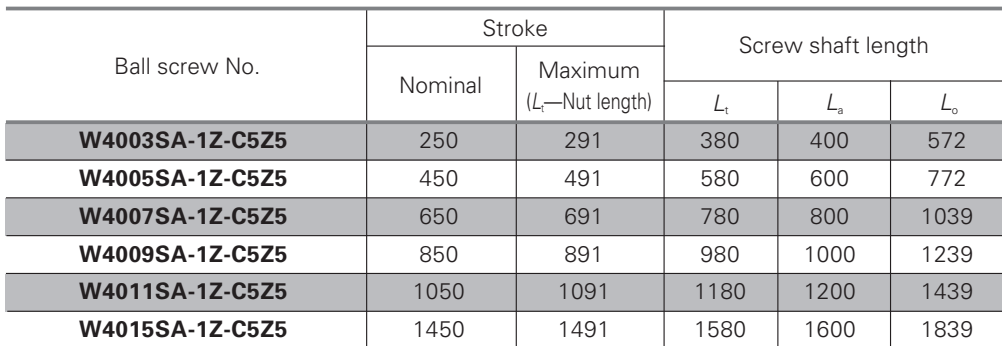 Ball screw No. Stroke Screw shaft length
Nominal Maximum (Lt—Nut length) Lt La Lo
W4003SA-1Z-C5Z5 250 291 380 400 572
W4005SA-1Z-C5Z5 450 491 580 600 772
W4007SA-1Z-C5Z5 650 691 780 800 1039
W4009SA-1Z-C5Z5 850 891 980 1000 1239
W4011SA-1Z-C5Z5 1050 1091 1180 1200 1439
W4015SA-1Z-C5Z5 1450 1491 1580 1600 1839